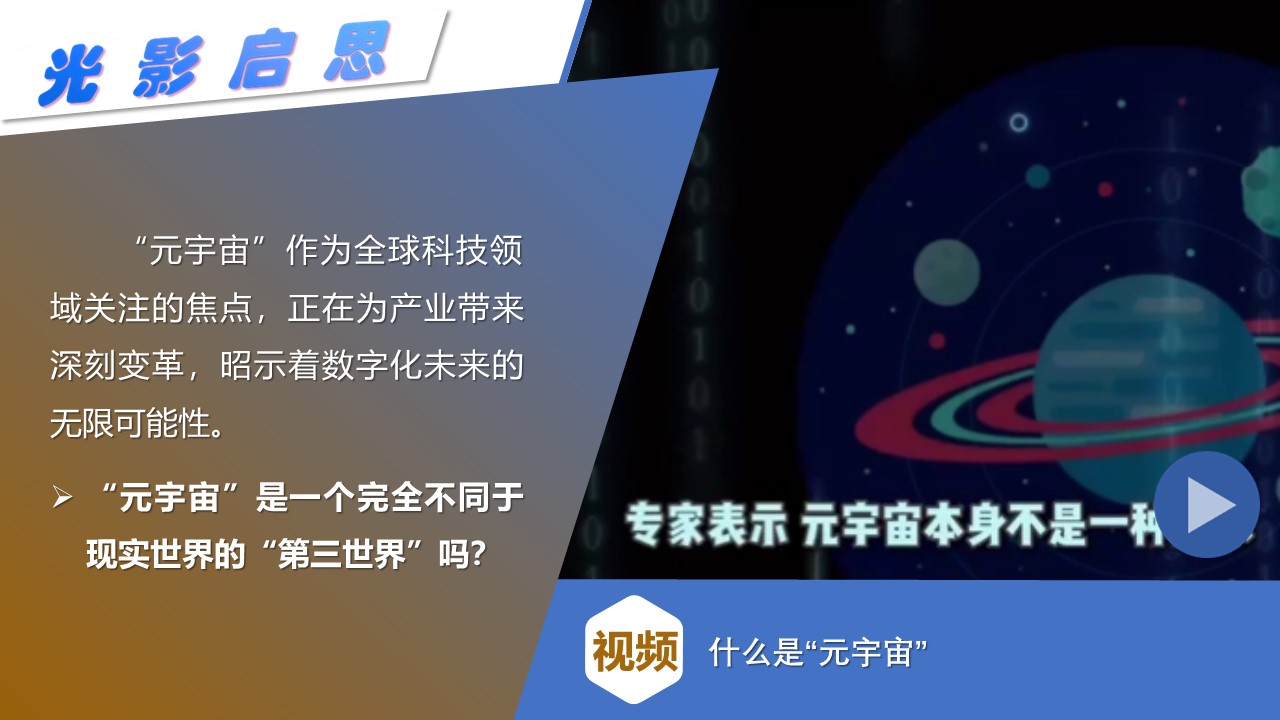 光影启思
“元宇宙”作为全球科技领
域关注的焦点，正在为产业带来
深刻变革，昭示着数字化未来的
无限可能性。
“元宇宙”是一个完全不同于
现实世界的“第三世界”吗？
专家表示 元宇宙本身不是一种
视频
什么是“元宇宙”